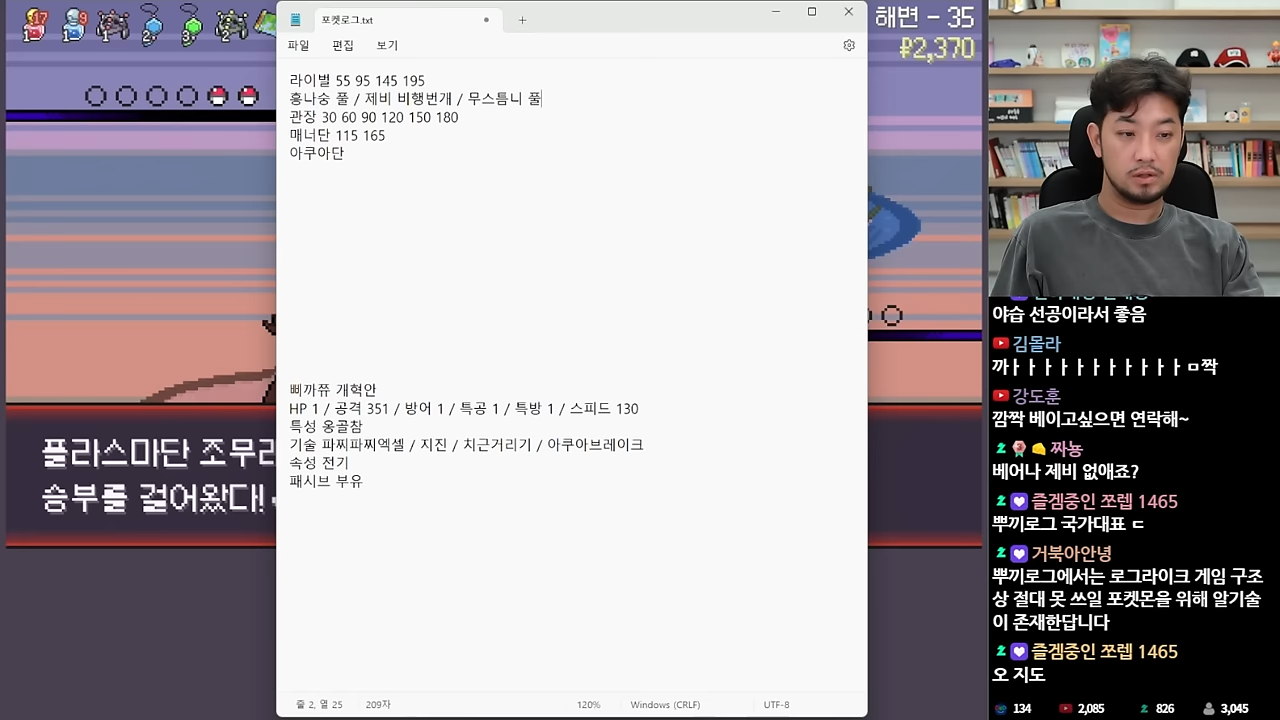 17
9
1
2
3
2
해변 – 35
₽2,370
포켓로그.txt
파일 편집 보기
라이벌 55 95 145 195
홍나숭 풀 / 제비 비행번개 / 무스틈니 풀
관장 30 60 90 120 150 180
매너단 115 165
아쿠아단
삐까쮸 개혁안
HP 1 / 공격 351 / 방어 1 / 특공 1 / 특방 1 / 스피드 130
특성 옹골참
기술 파찌파찌엑셀 / 지진 / 치근거리기 / 아쿠아브레이크
속성 전기
패시브 부유
줄 2, 열 25 209자 120% Windows (CRLF) UTF-8
플라스마단 조무래
승부를 걸어왔다!
야습 선공이라서 좋음
김몰라
까ㅏㅏㅏㅏㅏㅏㅏㅏㅏㅏㅏㅁ짝
강도훈
깜짝 베이고싶으면 연락해~
짜뇽
베어나 제비 없애죠?
즐겜중인 쪼렙 1465
뿌끼로그 국가대표 ㄷ
거북아안녕
뿌끼로그에서는 로그라이크 게임 구조
상 절대 못 쓰일 포켓몬을 위해 알기술
이 존재한답니다
즐겜중인 쪼렙 1465
오 지도
134 2,085 826 3,045